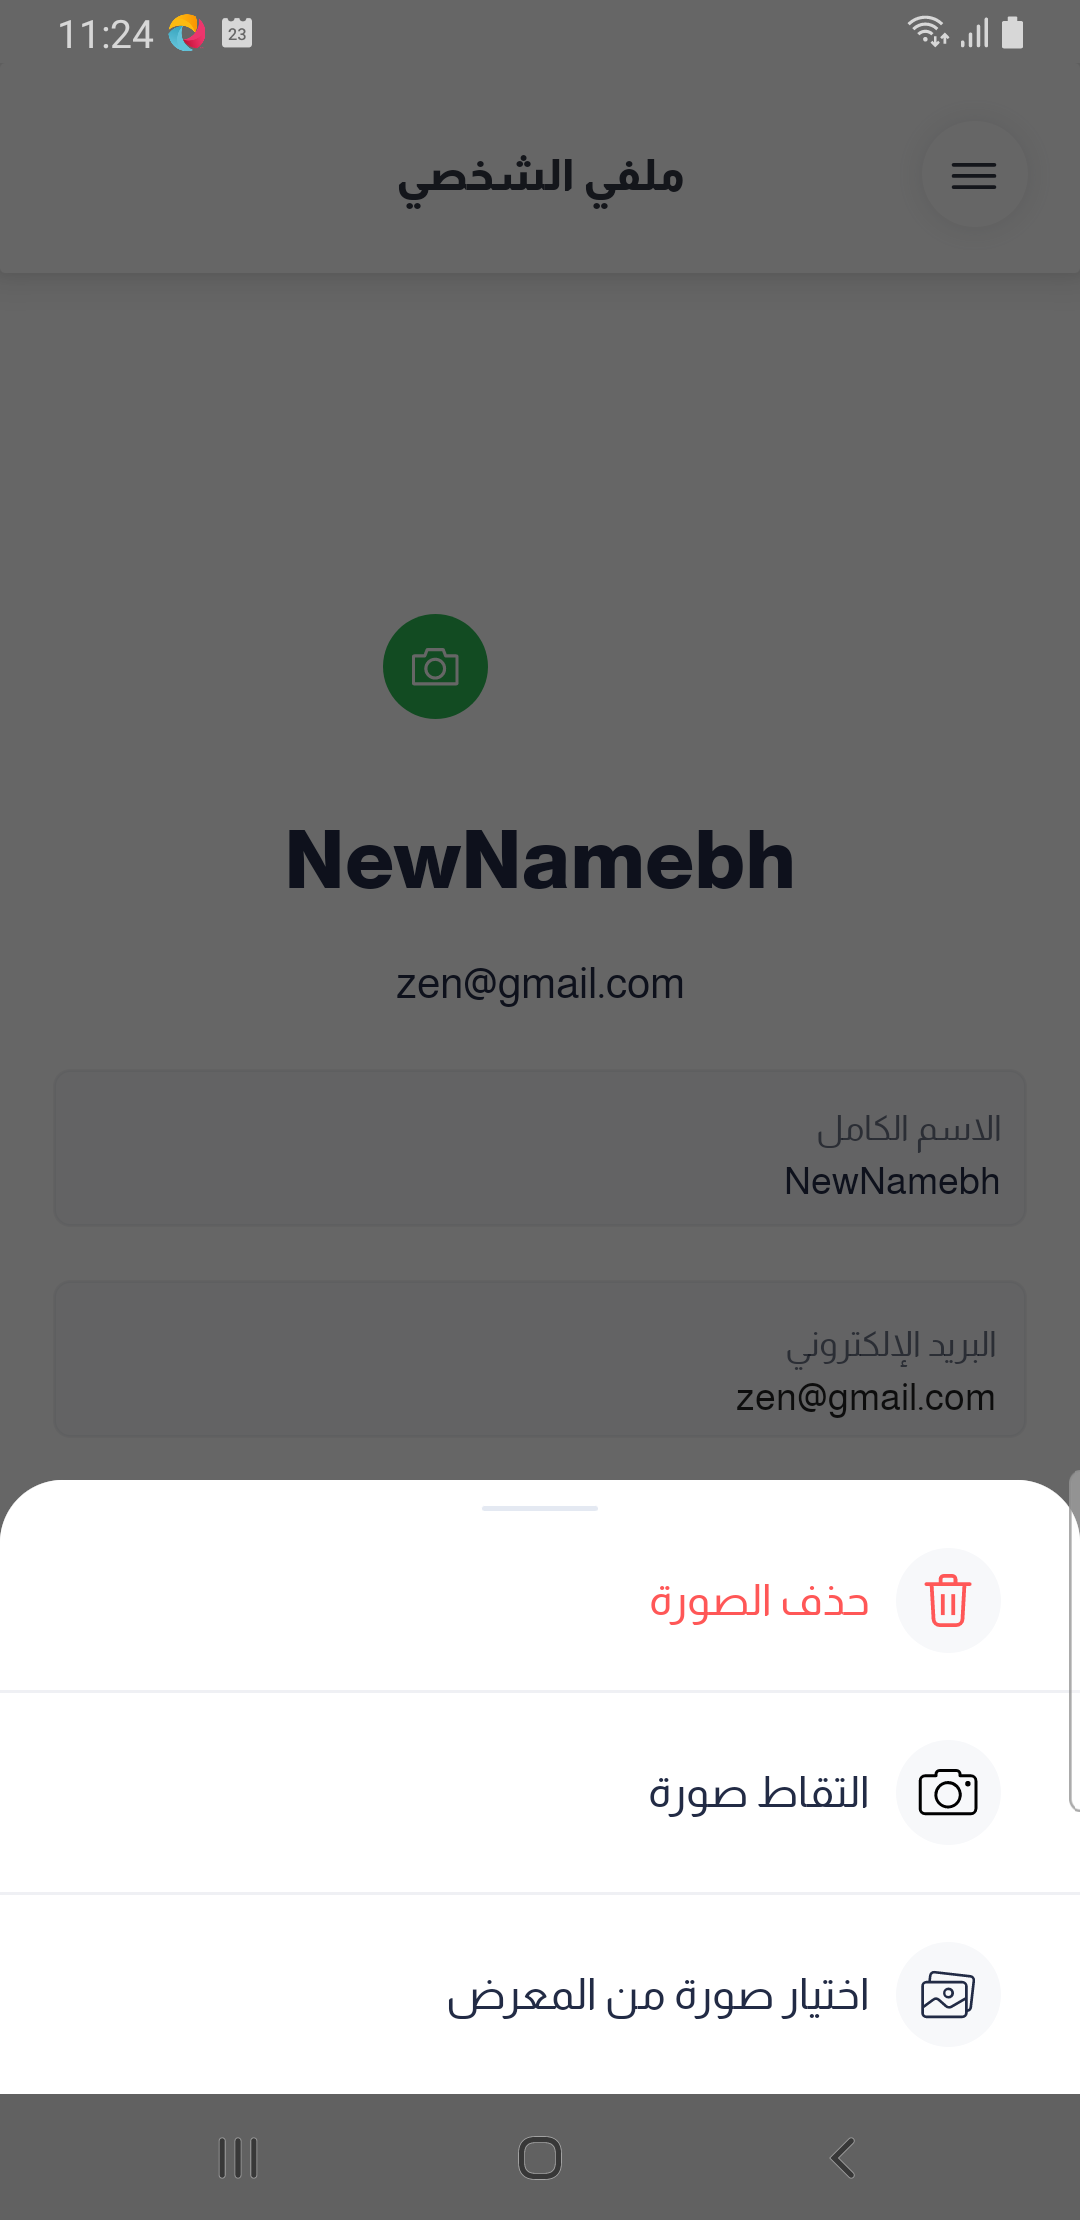 11:24
23
ملفي الشخصي
NewNamebh
zen@gmail.com
الاسم الكامل
NewNamebh
البريد الإلكتروني
zen@gmail.com
حذف الصورة
التقاط صورة
اختيار صورة من المعرض